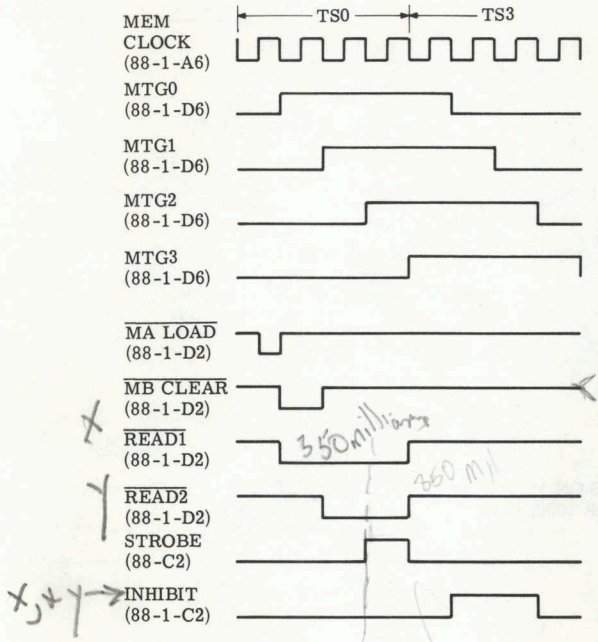 TS0 TS3
MEM
CLOCK
(88-1-A6)
MTG0
(88-1-D6)
MTG1
(88-1-D6)
MTG2
(88-1-D6)
MTG3
(88-1-D6)
MA LOAD
(88-1-D2)
MB CLEAR
(88-1-D2)
X
READ1
(88-1-D2)
350
350 Mil
Y
READ2
(88-1-D2)
STROBE
(88-C2)
X, + Y → INHIBIT
(88-1-C2)